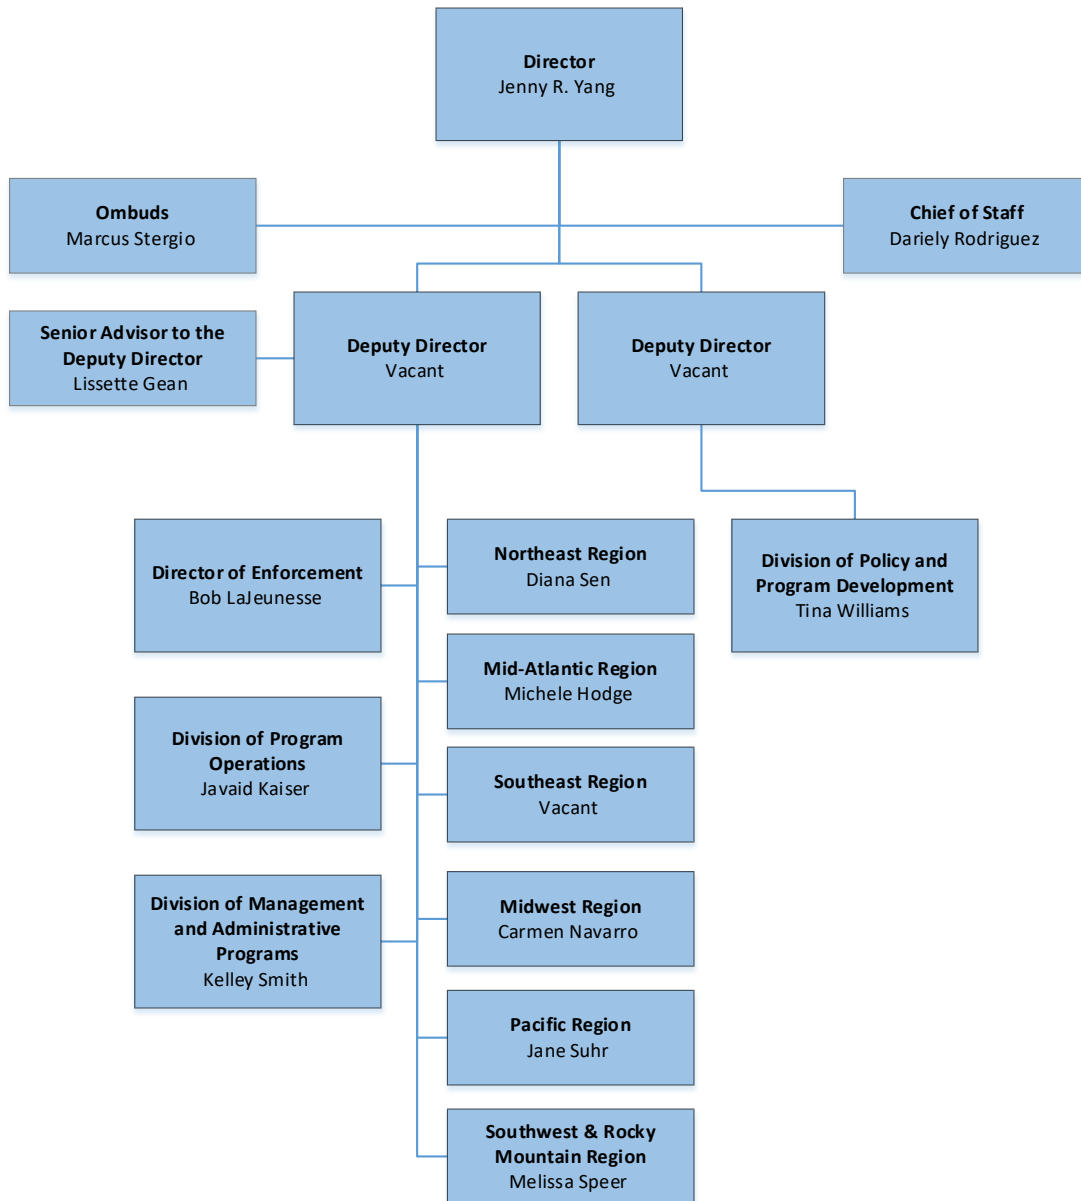 Director
Jenny R. Yang
Ombuds
Marcus Stergio
Chief of Staff
Dariely Rodriguez
Senior Advisor to the
Deputy Director
Lissette Gean
Deputy Director
Vacant
Deputy Director
Vacant
Director of Enforcement
Bob LaJeunesse
Northeast Region
Diana Sen
Division of Policy and
Program Development
Tina Williams
Mid-Atlantic Region
Michele Hodge
Division of Program
Operations
Javaid Kaiser
Southeast Region
Vacant
Division of Management
and Administrative
Programs
Kelley Smith
Midwest Region
Carmen Navarro
Pacific Region
Jane Suhr
Southwest & Rocky
Mountain Region
Melissa Speer